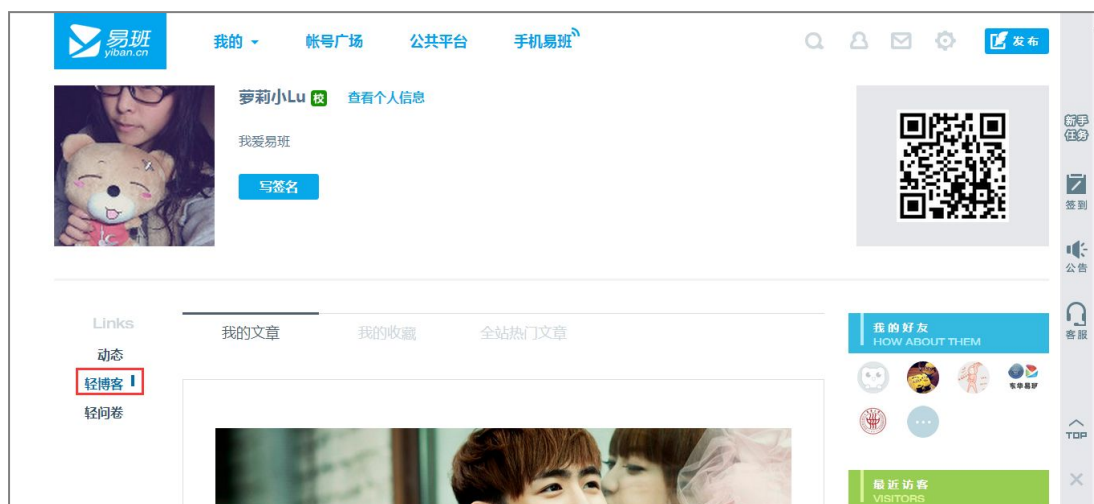 易班
yiban.cn
我的
帐号广场
公共平台
手机易班
发布
萝莉小Lu 校 查看个人信息
我爱易班
写签名
新手
任务
签到
公告
客服
TOP
Links
动态
轻博客
轻问卷
我的文章
我的收藏
全站热门文章
我的好友
HOW ABOUT THEM
东华易班
最近访客
VISITORS